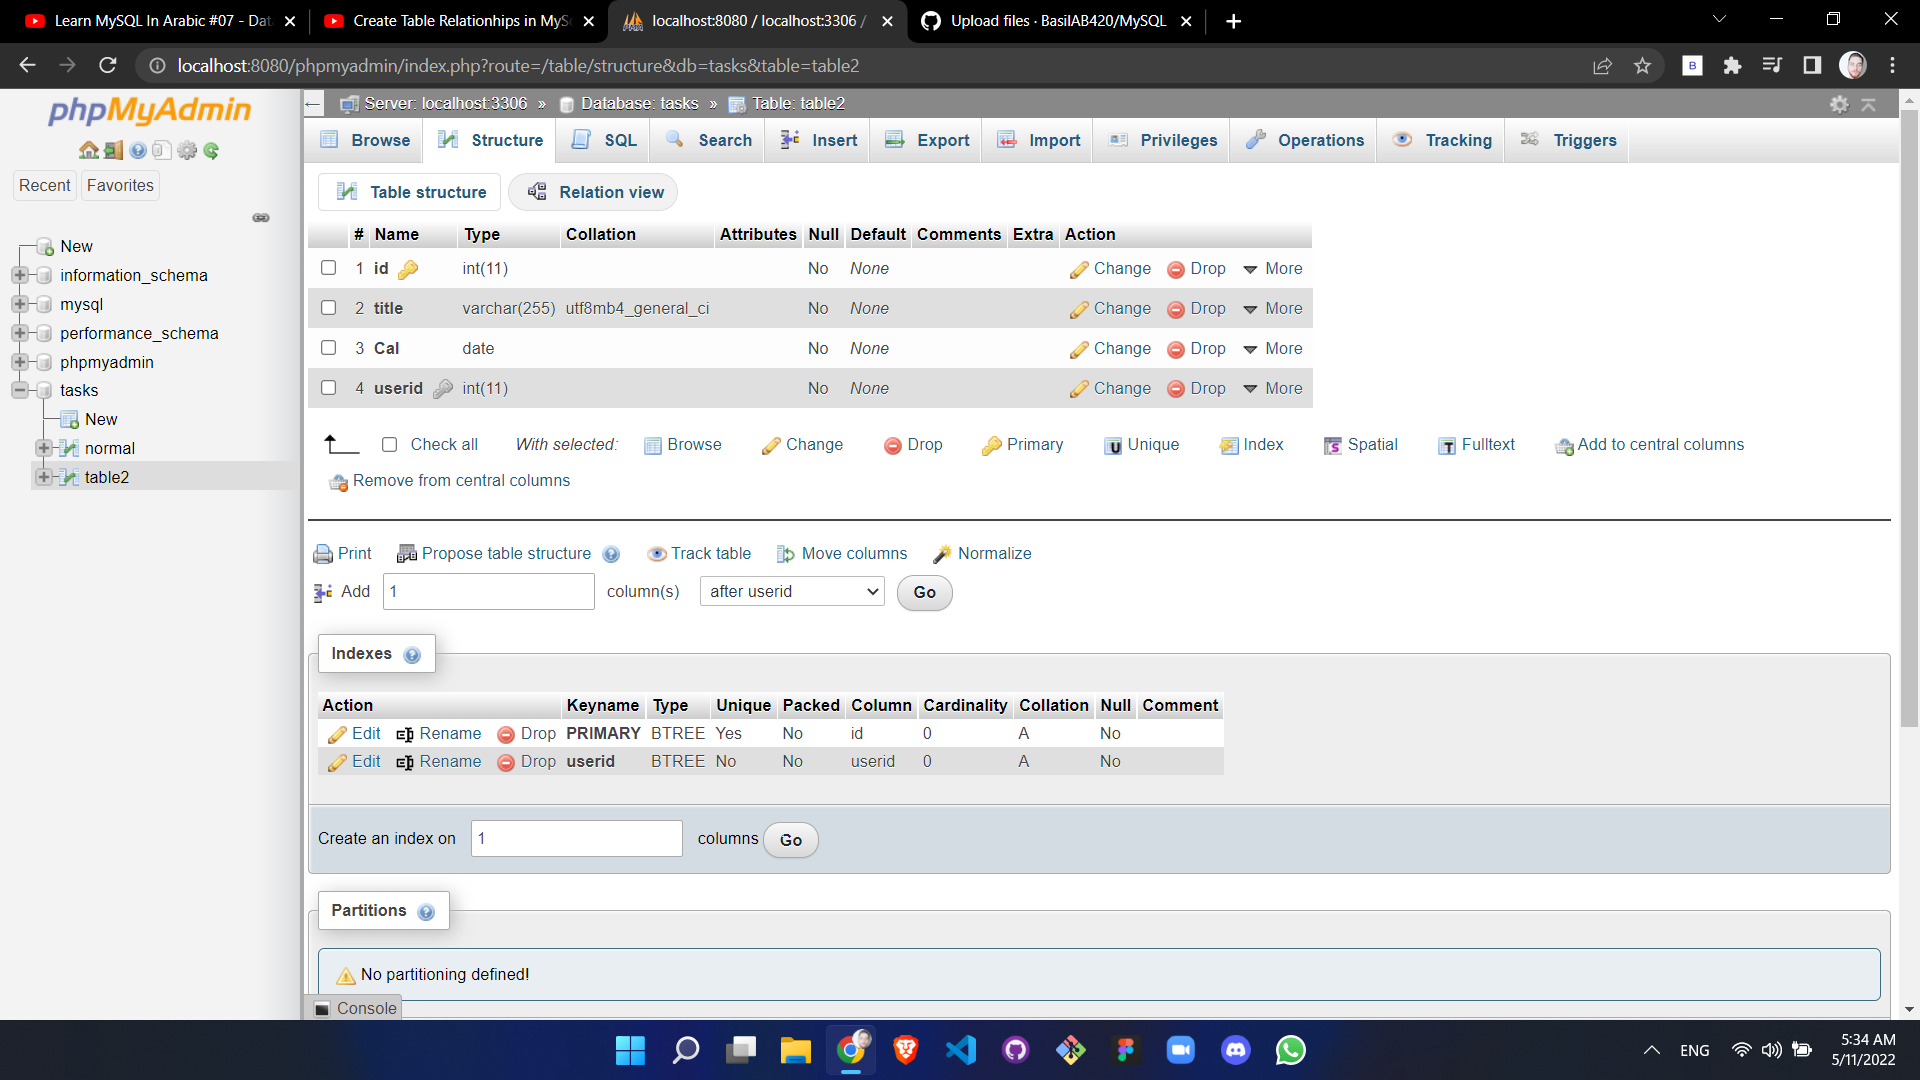 Learn MySQL In Arabic #07 - Dat
Create Table Relationhips in MyS
localhost:8080 / localhost:3306 /
Upload files · BasilAB420/MySQL
localhost:8080/phpmyadmin/index.php?route=/table/structure&db=tasks&table=table2
phpMyAdmin
Recent Favorites
New
information_schema
mysql
performance_schema
phpmyadmin
tasks
New
normal
table2
Server: localhost:3306 » Database: tasks » Table: table2
Browse Structure SQL Search Insert Export Import Privileges Operations Tracking Triggers
Table structure Relation view
# Name Type Collation Attributes Null Default Comments Extra Action
1 id int(11) No None Change Drop More
2 title varchar(255) utf8mb4_general_ci No None Change Drop More
3 Cal date No None Change Drop More
4 userid int(11) No None Change Drop More
Check all With selected: Browse Change Drop Primary Unique Index Spatial Fulltext Add to central columns
Remove from central columns
Print Propose table structure Track table Move columns Normalize
Add 1 column(s) after userid Go
Indexes
Action Keyname Type Unique Packed Column Cardinality Collation Null Comment
Edit Rename Drop PRIMARY BTREE Yes No id 0 A No
Edit Rename Drop userid BTREE No No userid 0 A No
Create an index on 1 columns Go
Partitions
No partitioning defined!
Console
ENG
5:34 AM
5/11/2022